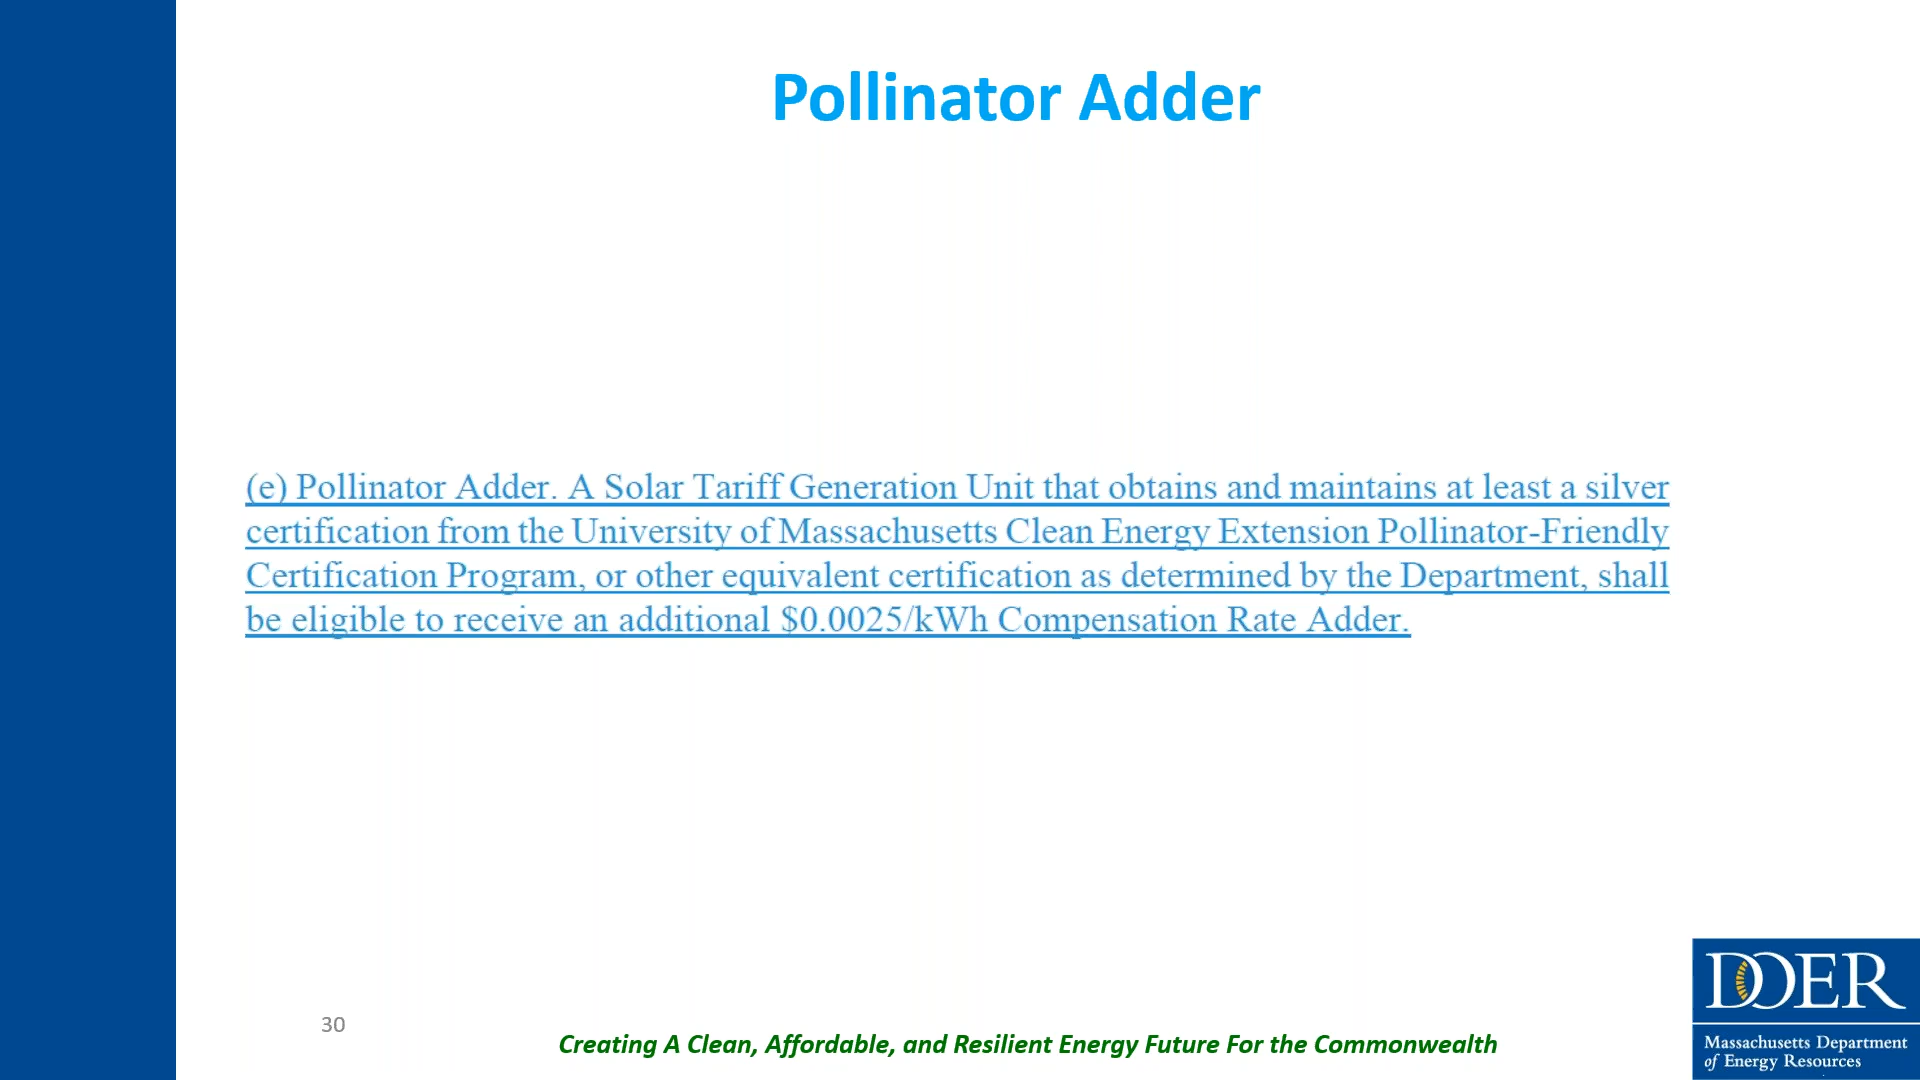 Pollinator Adder
(e) Pollinator Adder. A Solar Tariff Generation Unit that obtains and maintains at least a silver
certification from the University of Massachusetts Clean Energy Extension Pollinator-Friendly
Certification Program, or other equivalent certification as determined by the Department, shall
be eligible to receive an additional $0.0025/kWh Compensation Rate Adder.
30
Creating A Clean, Affordable, and Resilient Energy Future For the Commonwealth
DOER
Massachusetts Department
of Energy Resources